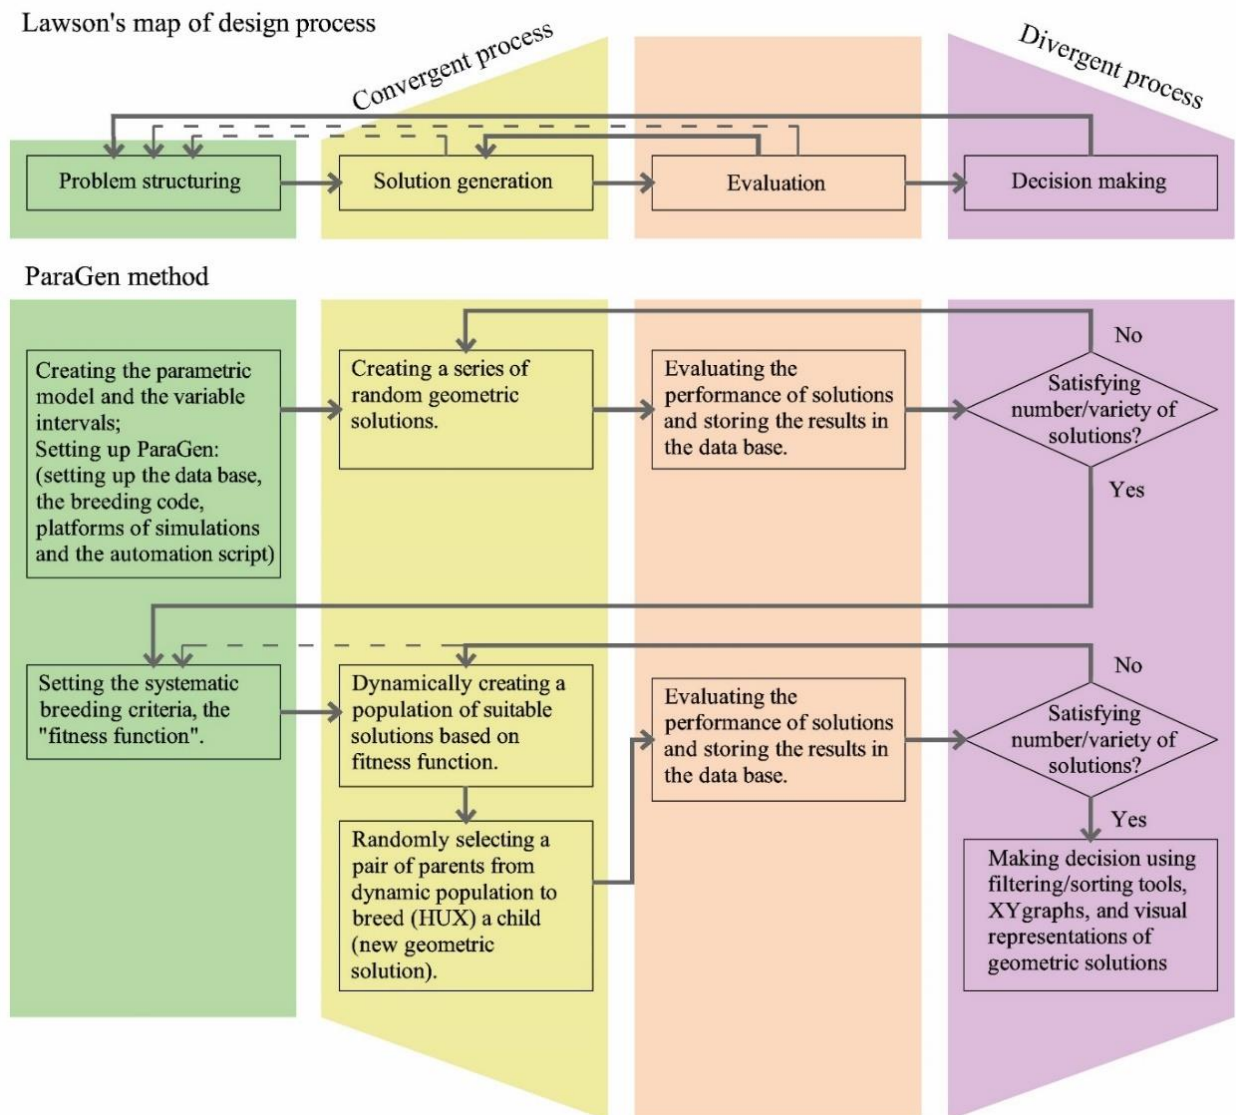 Lawson's map of design process
Convergent process
Divergent process
Problem structuring
Solution generation
Evaluation
Decision making
ParaGen method
Creating the parametric
model and the variable
intervals;
Setting up ParaGen:
(setting up the data base,
the breeding code,
platforms of simulations
and the automation script)
Creating a series of
random geometric
solutions.
Evaluating the
performance of solutions
and storing the results in
the data base.
No
Satisfying
number/variety of
solutions?
Yes
Setting the systematic
breeding criteria, the
"fitness function".
Dynamically creating a
population of suitable
solutions based on
fitness function.
Randomly selecting a
pair of parents from
dynamic population to
breed (HUX) a child
(new geometric
solution).
Evaluating the
performance of solutions
and storing the results in
the data base.
No
Satisfying
number/variety of
solutions?
Yes
Making decision using
filtering/sorting tools,
XYgraphs, and visual
representations of
geometric solutions